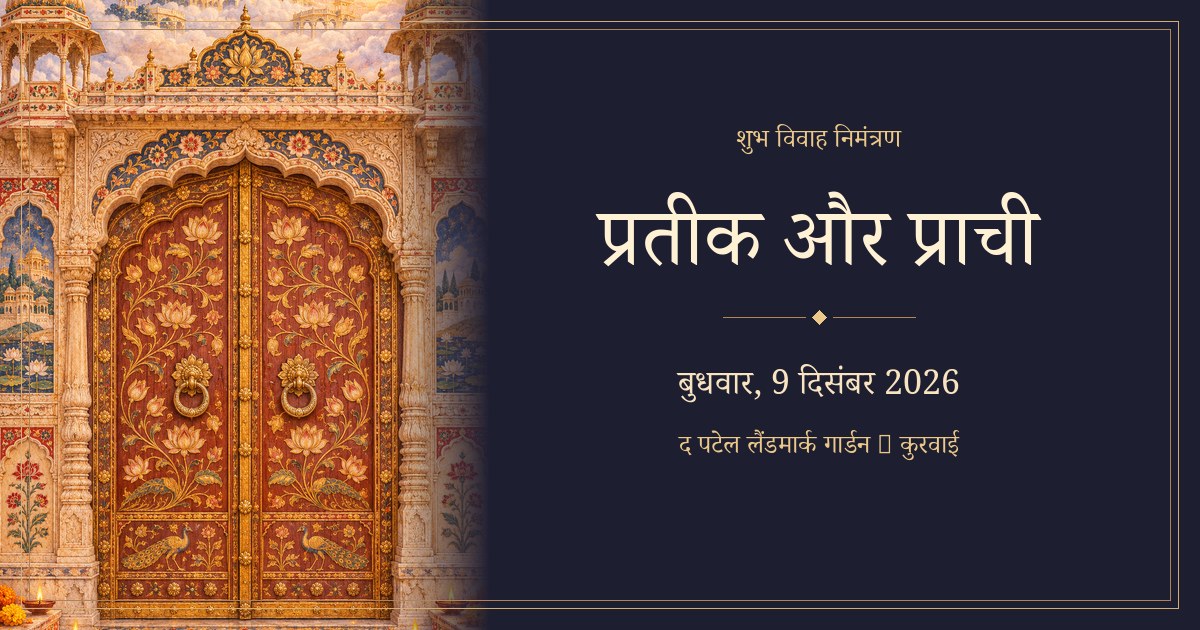 शुभ विवाह निमंत्रण
प्रतीक और प्राची
बुधवार, 9 दिसंबर 2026
द पटेल लैंडमार्क गार्डन ▯ कुरवाई